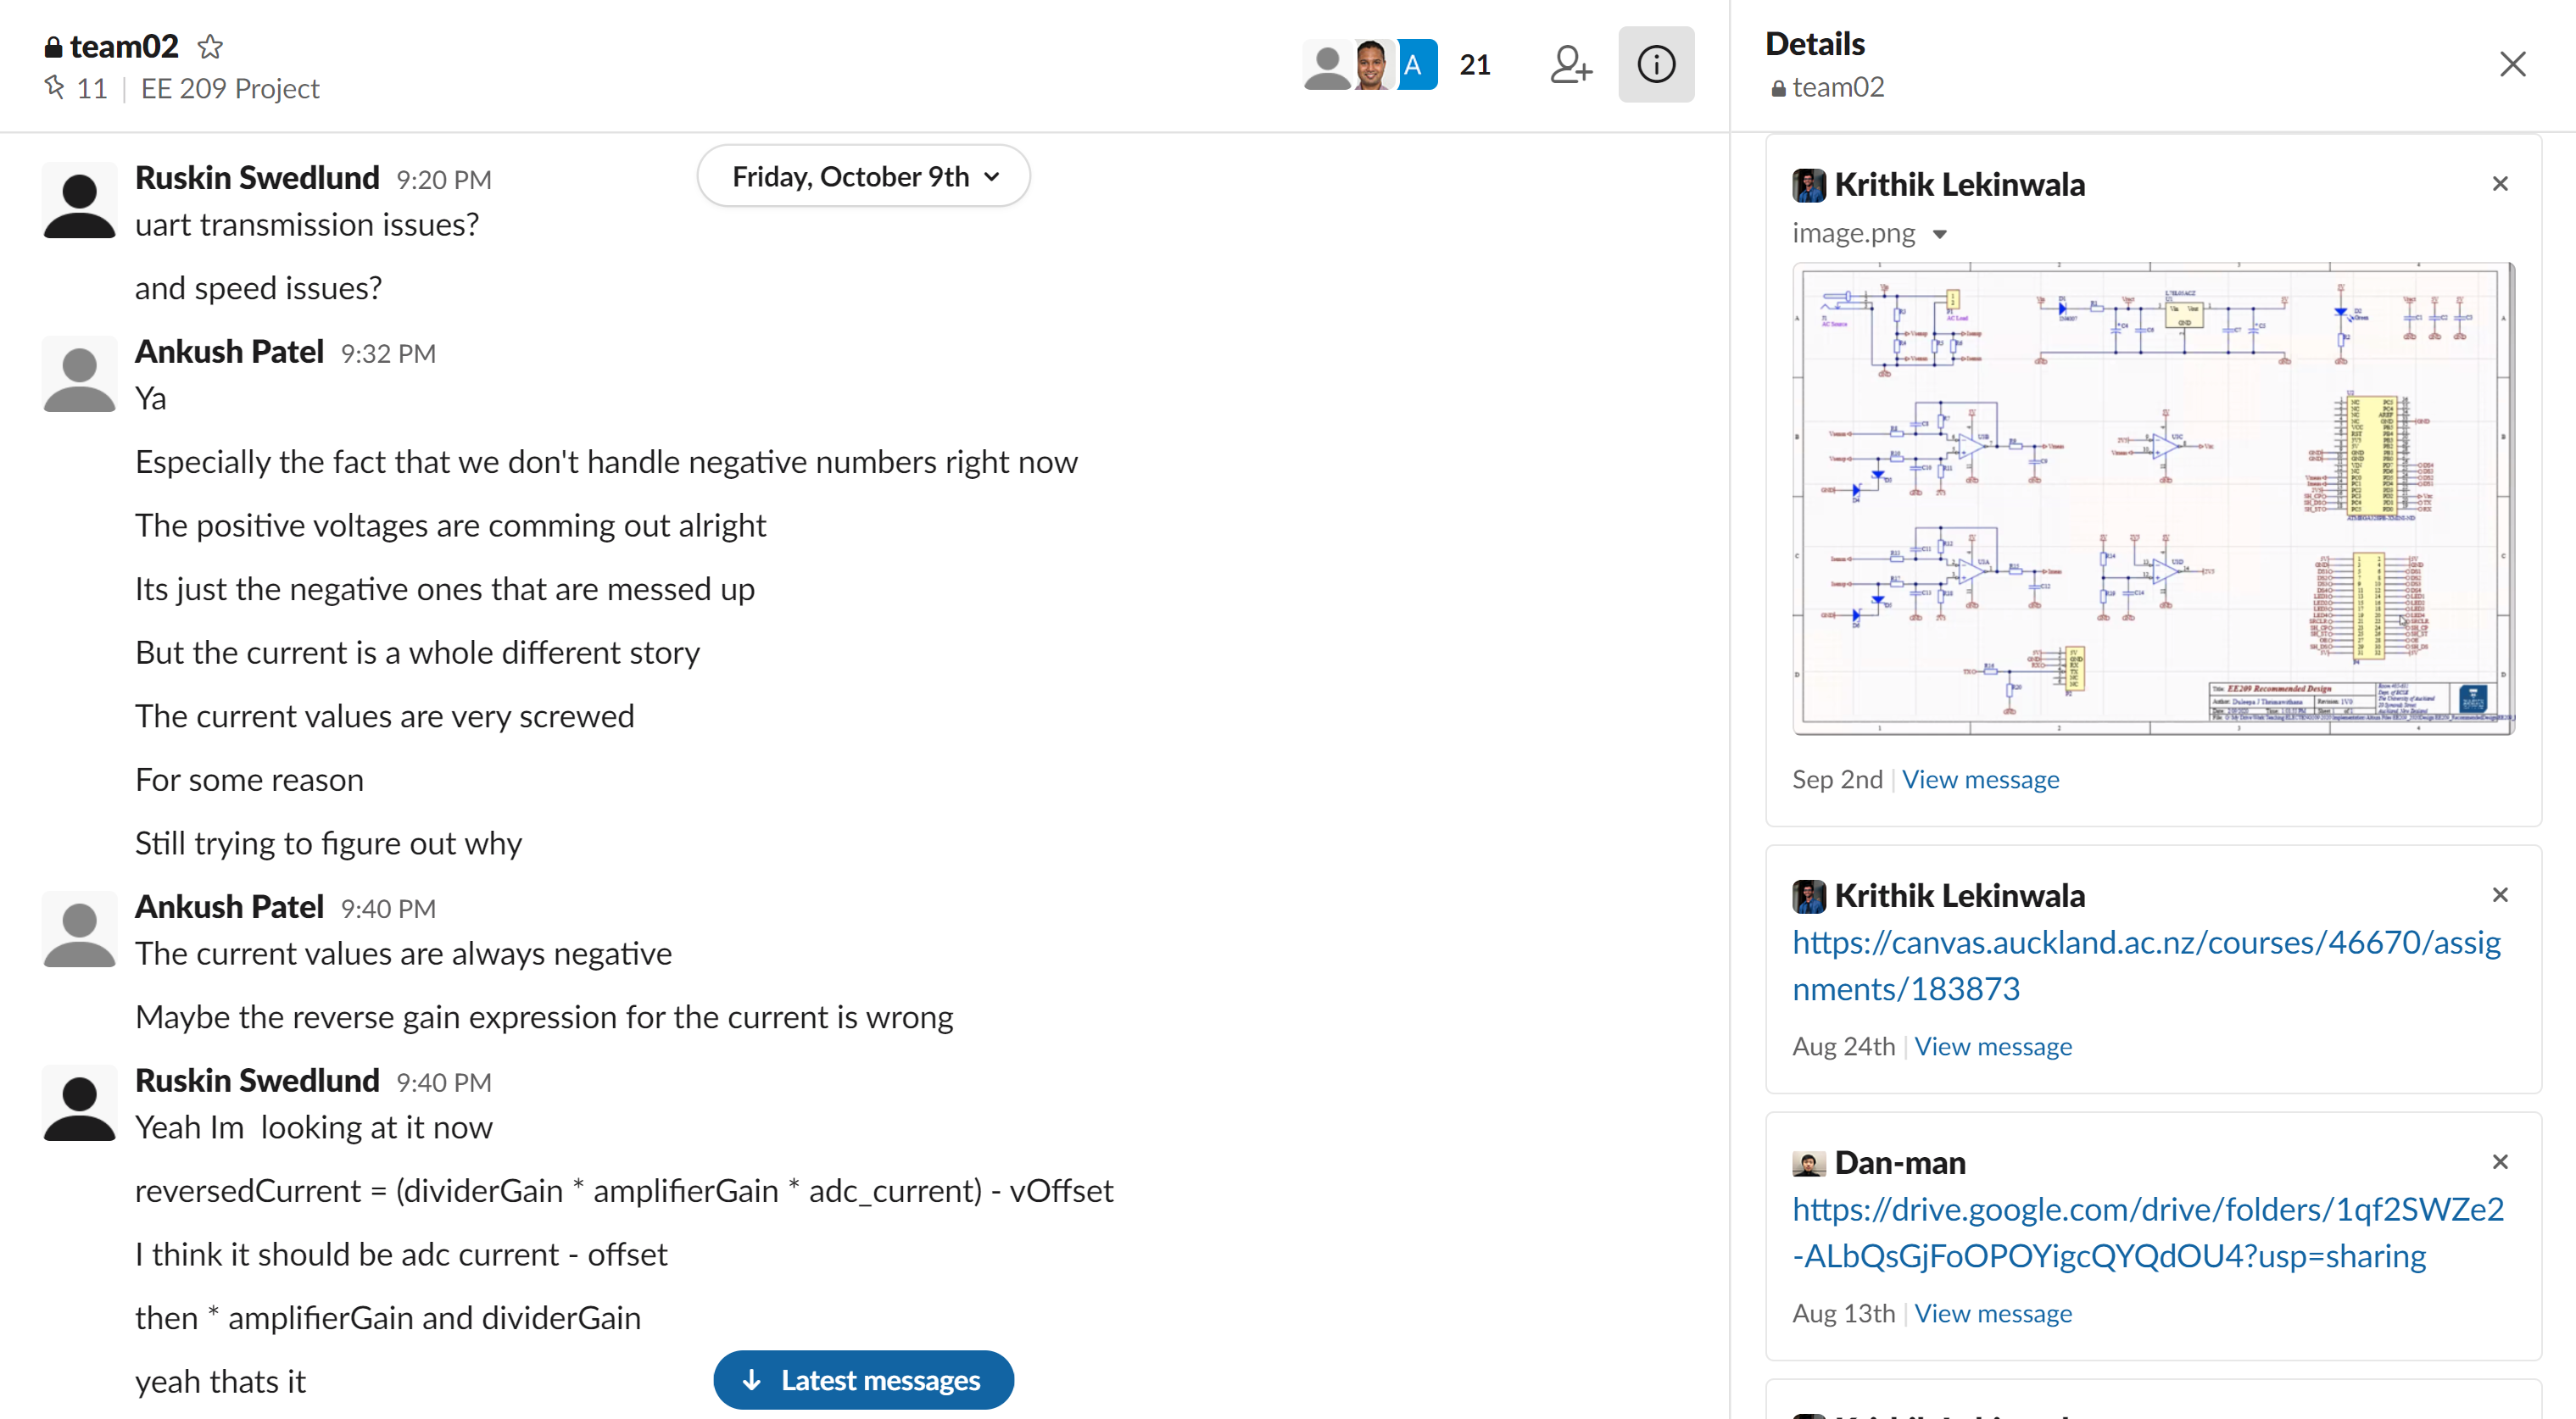 team02
11 | EE 209 Project
A
21
Friday, October 9th
Ruskin Swedlund 9:20 PM
uart transmission issues?
and speed issues?
Ankush Patel 9:32 PM
Ya
Especially the fact that we don't handle negative numbers right now
The positive voltages are comming out alright
Its just the negative ones that are messed up
But the current is a whole different story
The current values are very screwed
For some reason
Still trying to figure out why
Ankush Patel 9:40 PM
The current values are always negative
Maybe the reverse gain expression for the current is wrong
Ruskin Swedlund 9:40 PM
Yeah Im  looking at it now
reversedCurrent = (dividerGain * amplifierGain * adc_current) - vOffset
I think it should be adc current - offset
then * amplifierGain and dividerGain
yeah thats it
Latest messages
Details
team02
Krithik Lekinwala
image.png
AC Source
AC Load
EE209 Recommended Design
Sep 2nd | View message
Krithik Lekinwala
https://canvas.auckland.ac.nz/courses/46670/assig
nments/183873
Aug 24th | View message
Dan-man
https://drive.google.com/drive/folders/1qf2SWZe2
-ALbQsGjFoOPOYigcQYQdOU4?usp=sharing
Aug 13th | View message